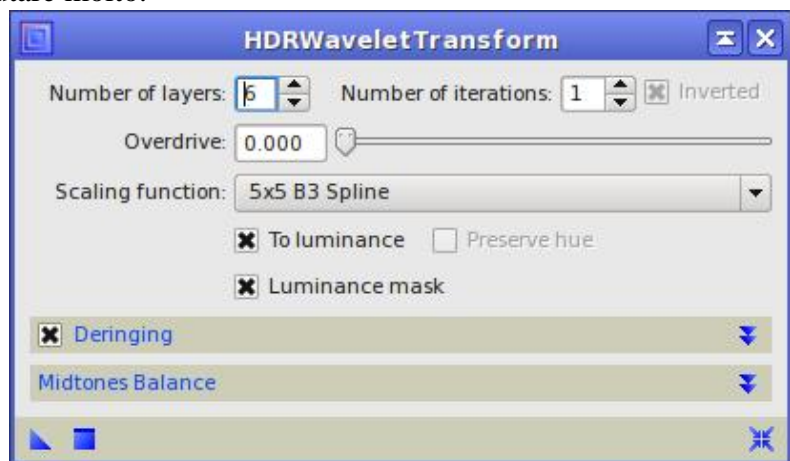 HDRWaveletTransform
Number of layers: 6 Number of iterations: 1 Inverted
Overdrive: 0.000
Scaling function: 5x5 B3 Spline
To luminance Preserve hue
Luminance mask
Deringing
Midtones Balance